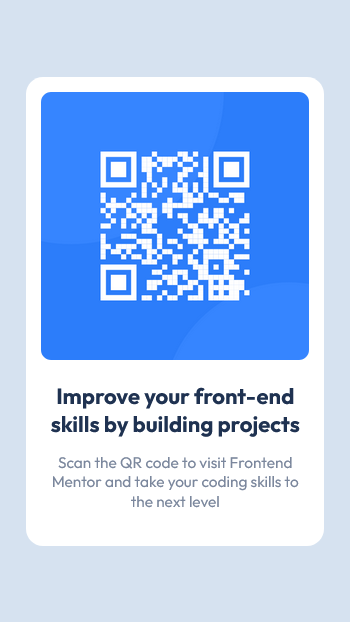 Improve your front-end
skills by building projects
Scan the QR code to visit Frontend
Mentor and take your coding skills to
the next level